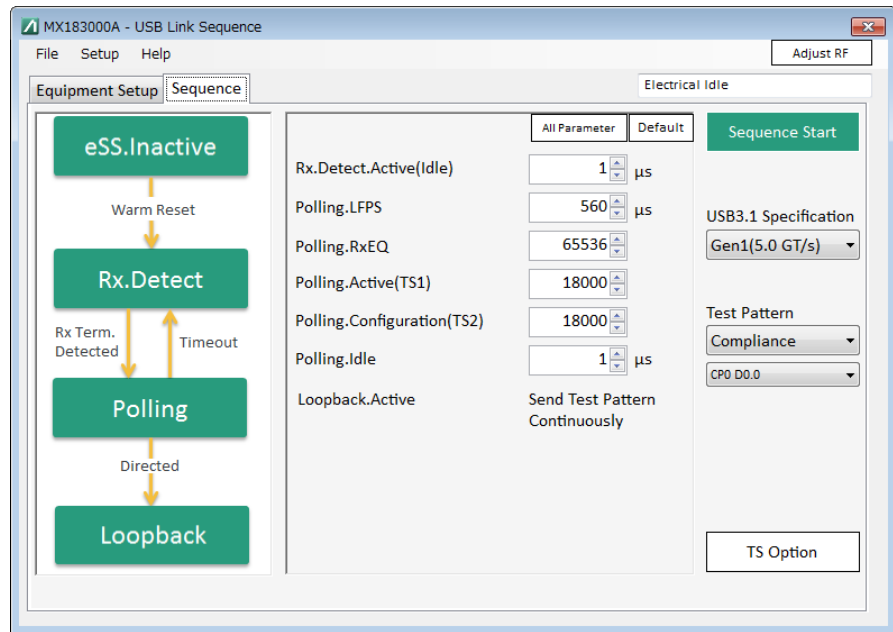 MX183000A - USB Link Sequence
File Setup Help
Adjust RF
Equipment Setup
Sequence
Electrical Idle
eSS.Inactive
Warm Reset
Rx.Detect
Rx Term.
Detected
Timeout
Polling
Directed
Loopback
All Parameter
Default
Rx.Detect.Active(Idle) 1 μs
Polling.LFPS 560 μs
Polling.RxEQ 65536
Polling.Active(TS1) 18000
Polling.Configuration(TS2) 18000
Polling.Idle 1 μs
Loopback.Active Send Test Pattern
Continuously
Sequence Start
USB3.1 Specification
Gen1(5.0 GT/s)
Test Pattern
Compliance
CP0 D0.0
TS Option